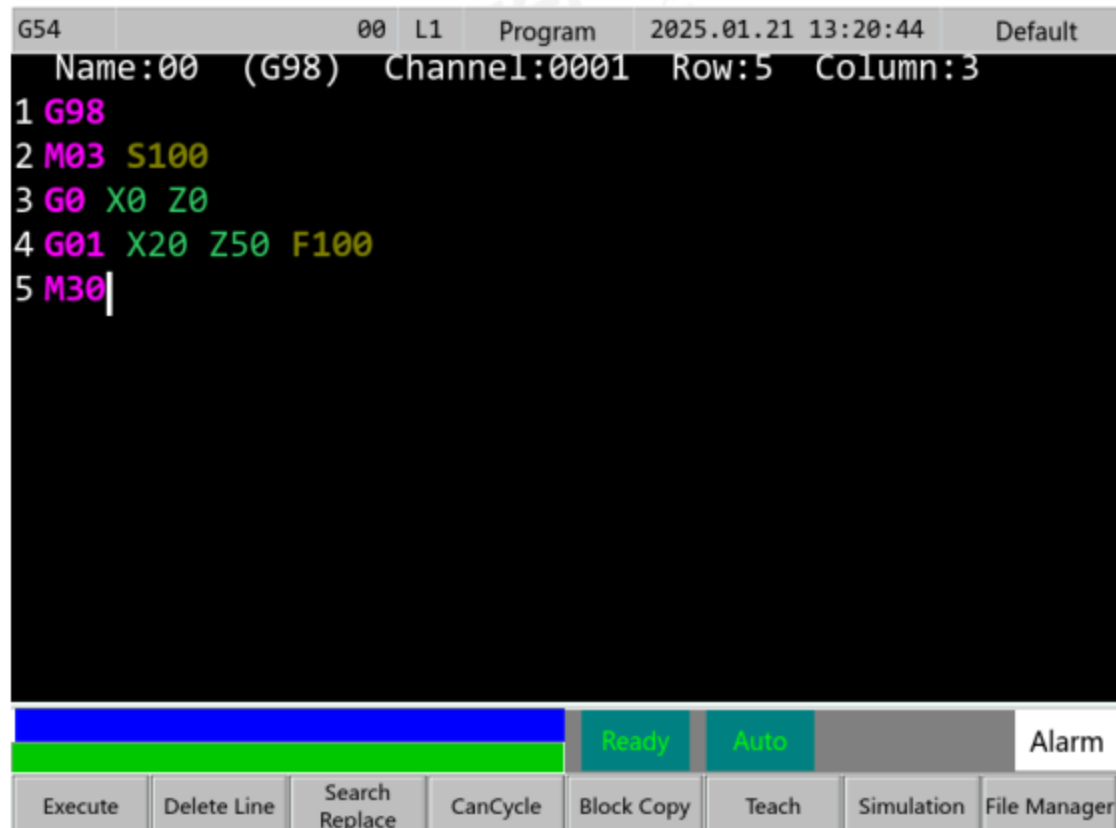 G54 00 L1 Program 2025.01.21 13:20:44 Default
Name:00 (G98) Channel:0001 Row:5 Column:3
1 G98
2 M03 S100
3 G0 X0 Z0
4 G01 X20 Z50 F100
5 M30
Ready Auto Alarm
Execute Delete Line Search Replace CanCycle Block Copy Teach Simulation File Manager